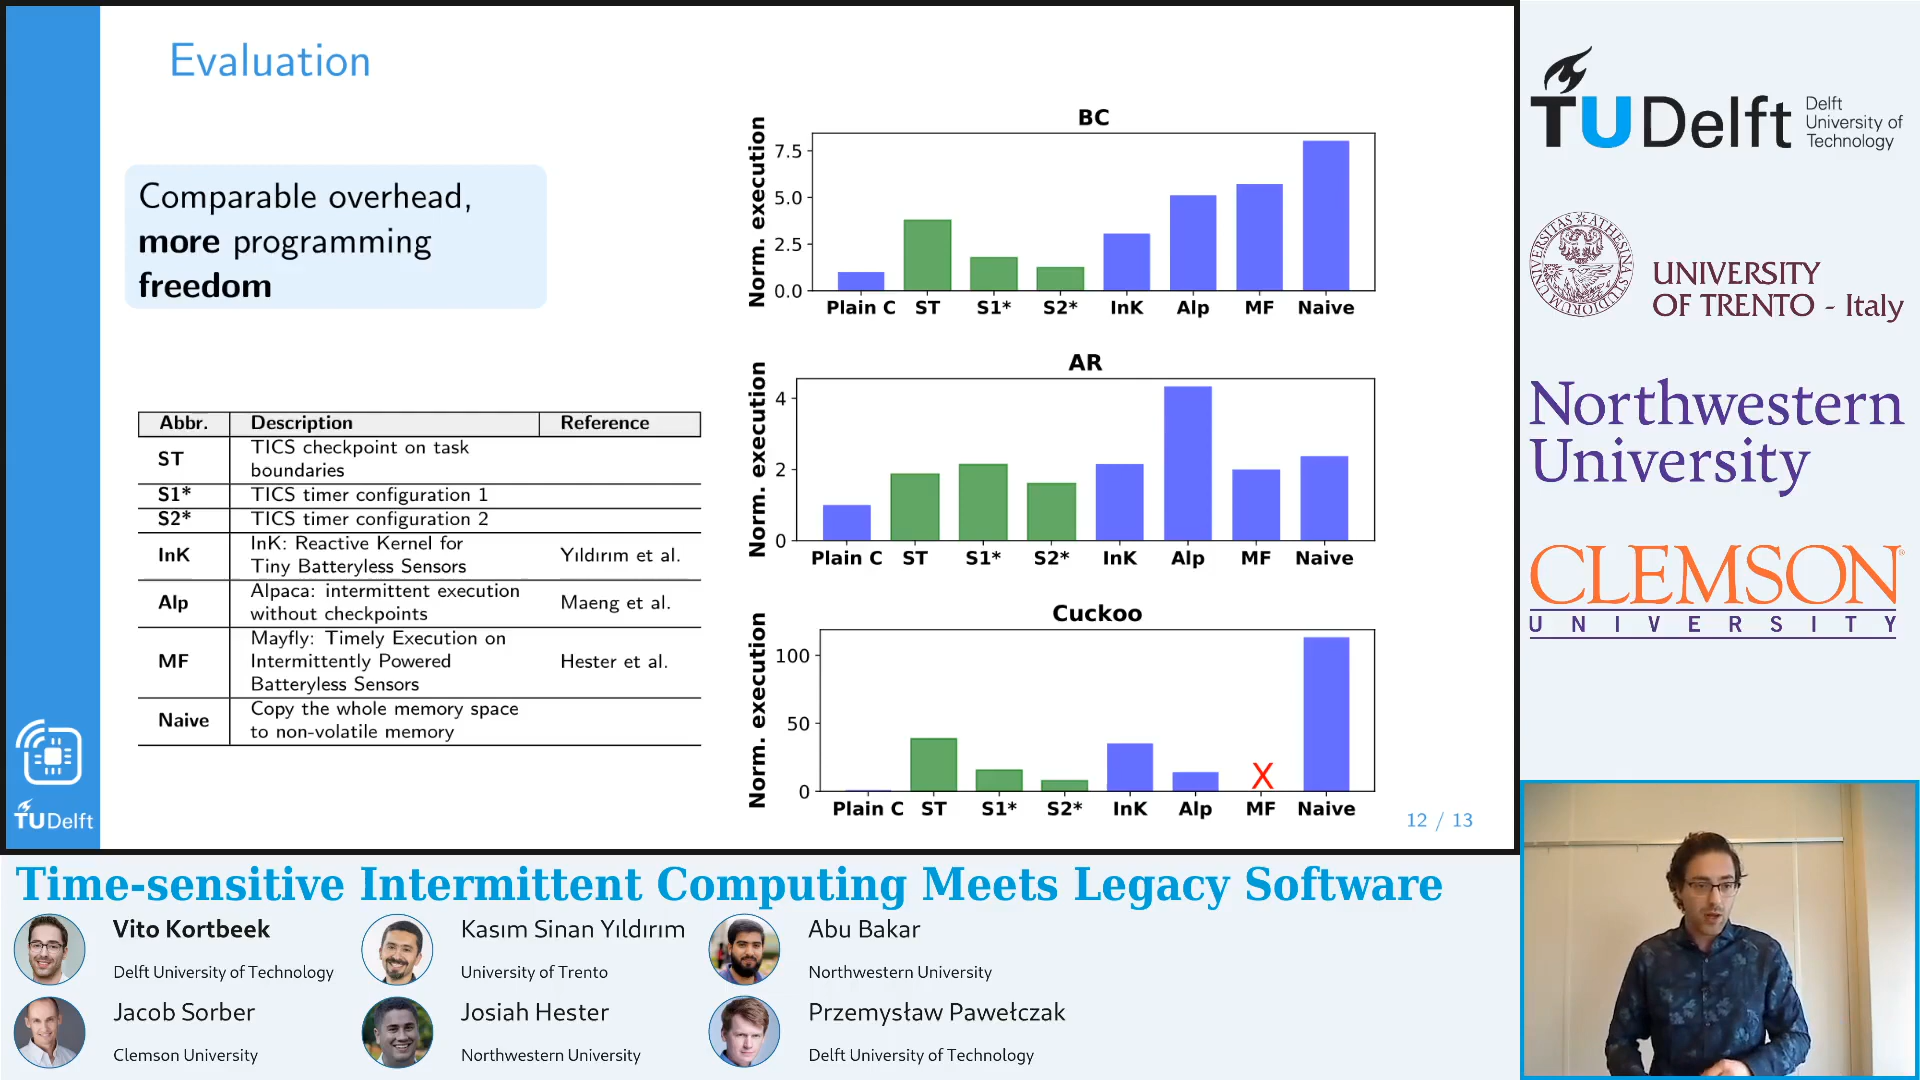 Evaluation
Comparable overhead,
more programming
freedom
Abbr. Description Reference
ST TICS checkpoint on task
boundaries
S1* TICS timer configuration 1
S2* TICS timer configuration 2
InK InK: Reactive Kernel for
Tiny Batteryless Sensors Yıldırım et al.
Alp Alpaca: intermittent execution
without checkpoints Maeng et al.
MF Mayfly: Timely Execution on
Intermittently Powered
Batteryless Sensors Hester et al.
Naive Copy the whole memory space
to non-volatile memory
BC
Norm. execution
7.5
5.0
2.5
0.0
Plain C ST S1* S2* InK Alp MF Naive
AR
Norm. execution
4
2
0
Plain C ST S1* S2* InK Alp MF Naive
Cuckoo
Norm. execution
100
50
0
X
Plain C ST S1* S2* InK Alp MF Naive
12 / 13
TUDelft
TUDelft
Delft
University of
Technology
UNIVERSITY
OF TRENTO - Italy
Northwestern
University
CLEMSON
UNIVERSITY
Time-sensitive Intermittent Computing Meets Legacy Software
Vito Kortbeek
Delft University of Technology
Kasım Sinan Yıldırım
University of Trento
Abu Bakar
Northwestern University
Jacob Sorber
Clemson University
Josiah Hester
Northwestern University
Przemysław Pawełczak
Delft University of Technology